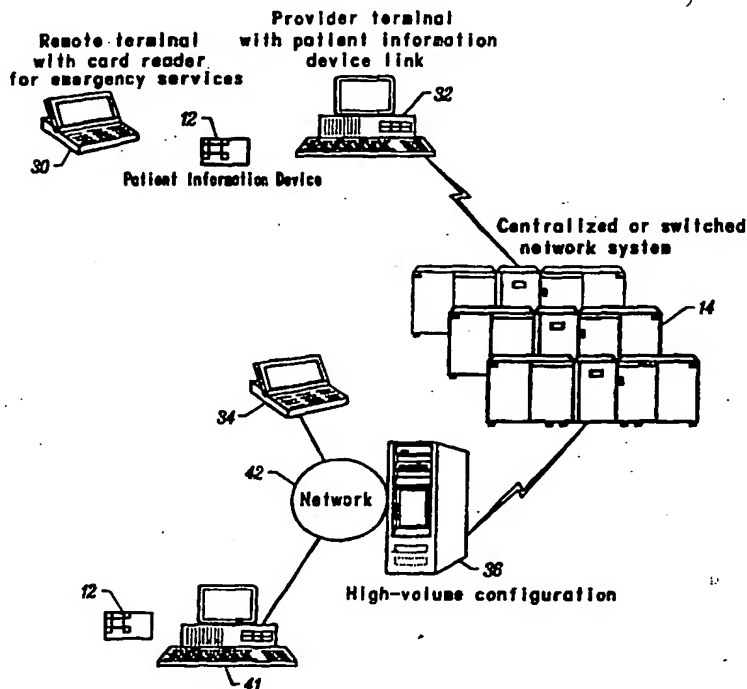 Provider terminal
with patient information
device link
Remote terminal
with card reader
for emergency services
32
12
30
Patient Information Device
Centralized or switched
network system
14
34
42
Network
36
High-volume configuration
12
41